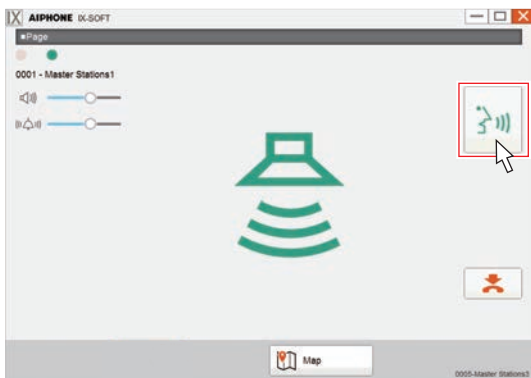 AIPHONE IX-SOFT
■Page
0001 - Master Stations1
Map
0005-Master Stations3